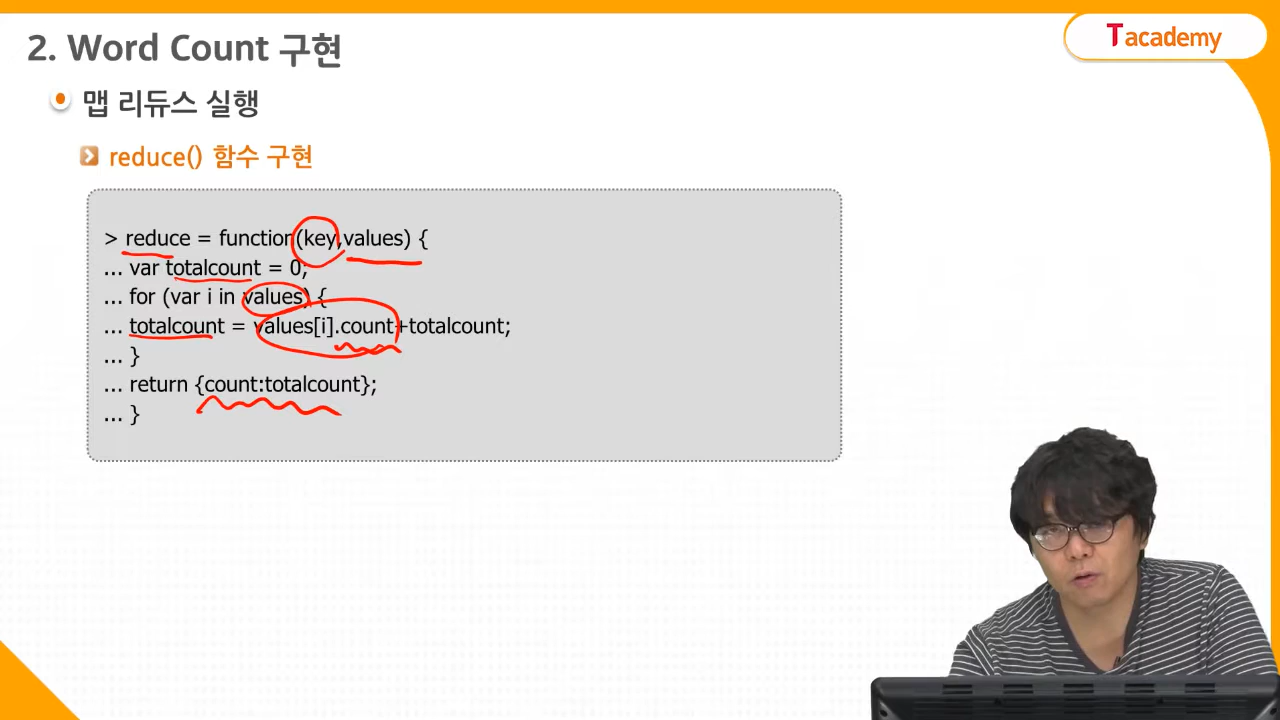 2. Word Count 구현
Tacademy
맵 리듀스 실행
reduce() 함수 구현
> reduce = function(key,values) {
... var totalcount = 0;
... for (var i in values) {
... totalcount = values[i].count+totalcount;
... }
... return {count:totalcount};
... }